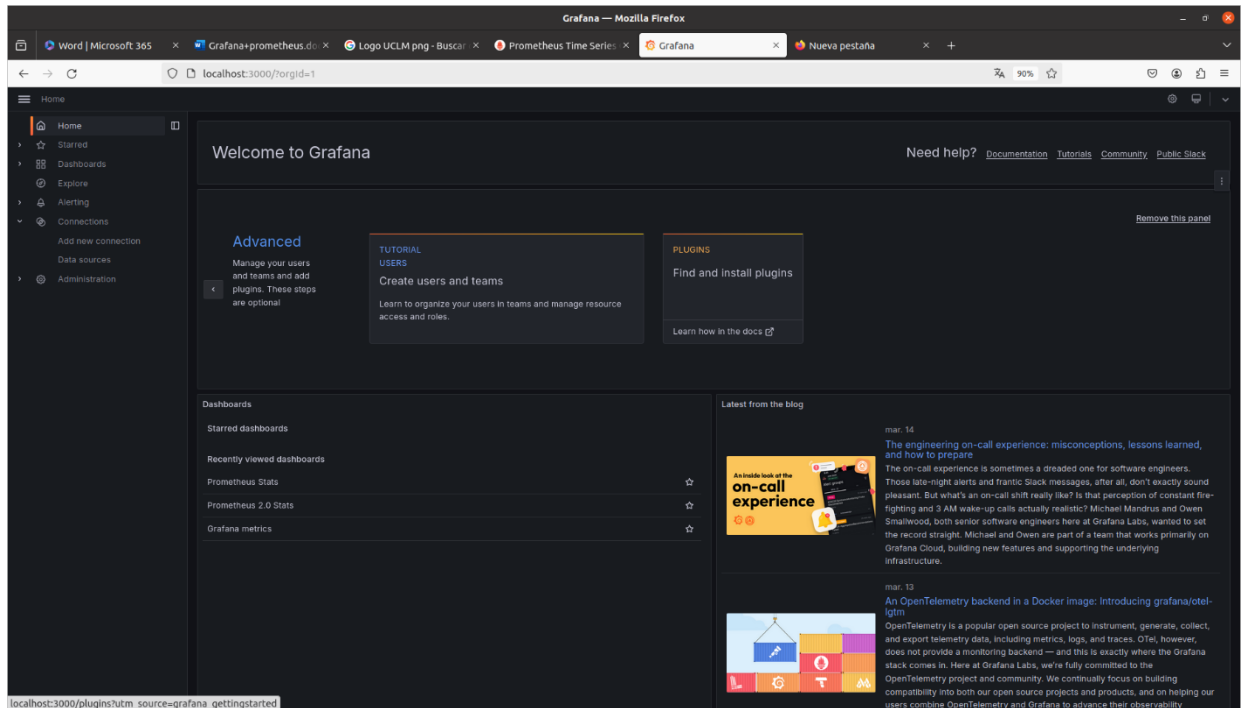 Grafana — Mozilla Firefox
Word | Microsoft 365
Grafana+prometheus.do
Logo UCLM png - Buscar
Prometheus Time Series
Grafana
Nueva pestaña
localhost:3000/?orgId=1
90%
Home
Home
Starred
Dashboards
Explore
Alerting
Connections
Add new connection
Data sources
Administration
Welcome to Grafana
Need help?
Documentation
Tutorials
Community
Public Slack
Remove this panel
Advanced
Manage your users
and teams and add
plugins. These steps
are optional
TUTORIAL
USERS
Create users and teams
Learn to organize your users in teams and manage resource
access and roles.
PLUGINS
Find and install plugins
Learn how in the docs
Dashboards
Starred dashboards
Recently viewed dashboards
Prometheus Stats
Prometheus 2.0 Stats
Grafana metrics
Latest from the blog
An inside look at the
on-call
experience
mar. 14
The engineering on-call experience: misconceptions, lessons learned,
and how to prepare
The on-call experience is sometimes a dreaded one for software engineers.
Those late-night alerts and frantic Slack messages, after all, don't exactly sound
pleasant. But what's an on-call shift really like? Is that perception of constant fire-
fighting and 3 AM wake-up calls actually realistic? Michael Mandrus and Owen
Smallwood, both senior software engineers here at Grafana Labs, wanted to set
the record straight. Michael and Owen are part of a team that works primarily on
Grafana Cloud, building new features and supporting the underlying
infrastructure.
mar. 13
An OpenTelemetry backend in a Docker image: Introducing grafana/otel-
lgtm
OpenTelemetry is a popular open source project to instrument, generate, collect,
and export telemetry data, including metrics, logs, and traces. OTel, however,
does not provide a monitoring backend — and this is exactly where the Grafana
stack comes in. Here at Grafana Labs, we're fully committed to the
OpenTelemetry project and community. We continually focus on building
compatibility into both our open source projects and products, and on helping our
users combine OpenTelemetry and Grafana to advance their observability
localhost:3000/plugins?utm_source=grafana_gettingstarted